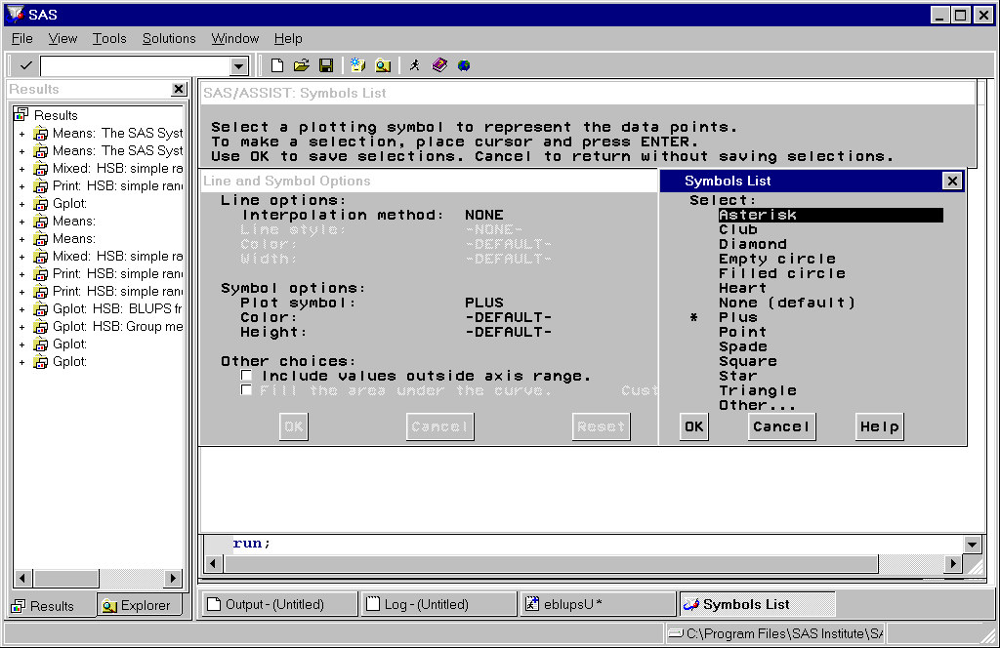 SAS
File View Tools Solutions Window Help
Results
Results
+ Means: The SAS Syst
+ Means: The SAS Syst
+ Mixed: HSB: simple ra
+ Print: HSB: simple ran
+ Gplot:
+ Means:
+ Means:
+ Mixed: HSB: simple ra
+ Print: HSB: simple ran
+ Print: HSB: simple ran
+ Gplot: HSB: BLUPS fr
+ Gplot: HSB: Group me
+ Gplot:
+ Gplot:
Results Explorer
SAS/ASSIST: Symbols List
Select a plotting symbol to represent the data points.
To make a selection, place cursor and press ENTER.
Use OK to save selections. Cancel to return without saving selections.
Line and Symbol Options
Line options:
Interpolation method: NONE
Line style: -NONE-
Color: -DEFAULT-
Width: -DEFAULT-
Symbol options:
Plot symbol: PLUS
Color: -DEFAULT-
Height: -DEFAULT-
Other choices:
Include values outside axis range.
Fill the area under the curve. Cust
OK Cancel Reset
Symbols List
Select:
Asterisk
Club
Diamond
Empty circle
Filled circle
Heart
None (default)
* Plus
Point
Spade
Square
Star
Triangle
Other...
OK Cancel Help
run;
Output - (Untitled) Log - (Untitled) eblupsU * Symbols List
C:\Program Files\SAS Institute\SA